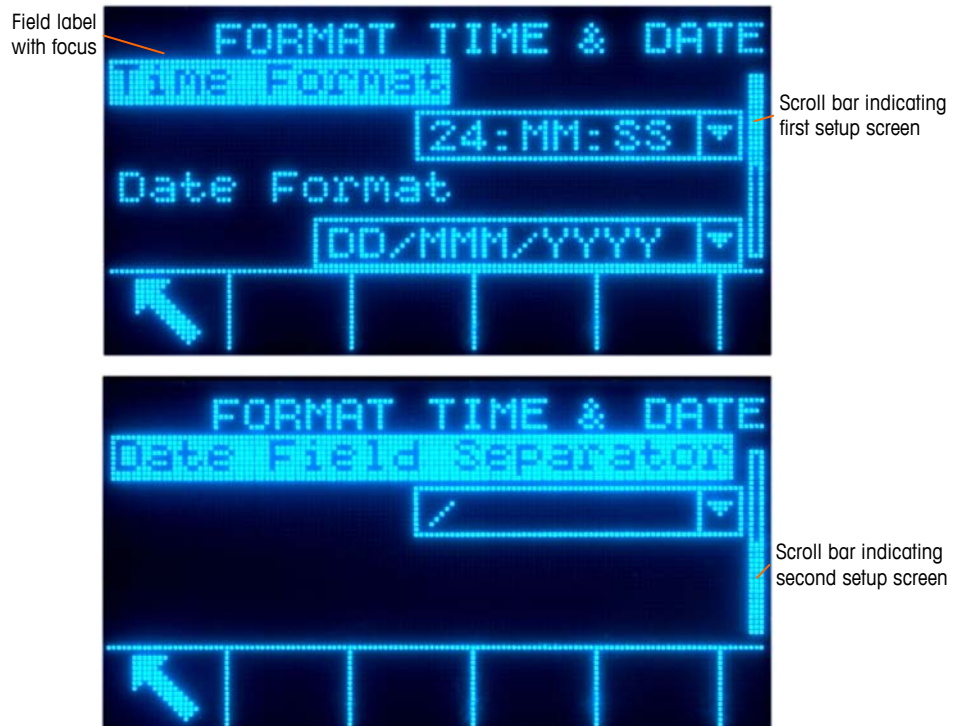 Field label
with focus
FORMAT TIME & DATE
Time Format
24:MM:SS
Scroll bar indicating
first setup screen
Date Format
DD/MMM/YYYY
FORMAT TIME & DATE
Date Field Separator
/
Scroll bar indicating
second setup screen